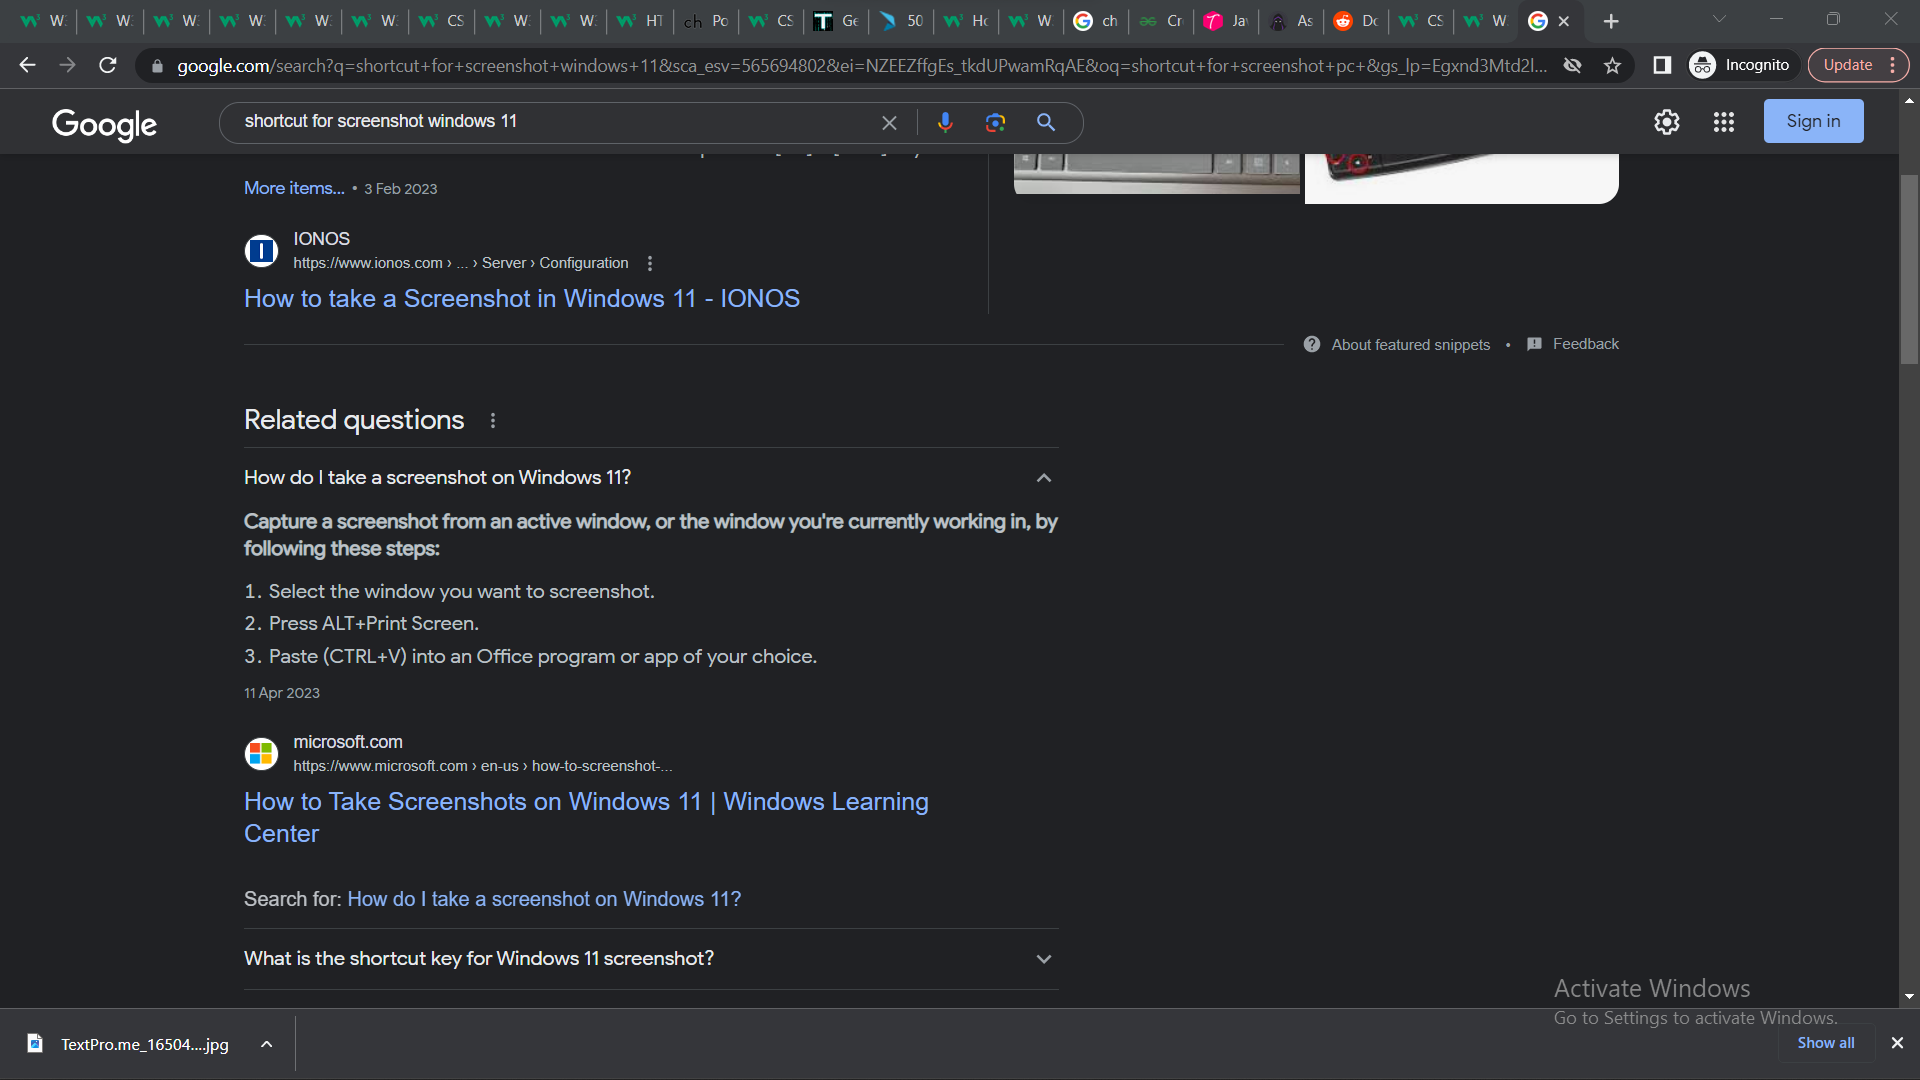 W W W W W W CS W W HT ch Po CS T Ge 50 Ho W ch Cr Ja As Do CS W
google.com/search?q=shortcut+for+screenshot+windows+11&sca_esv=565694802&ei=NZEEZffgEs_tkdUPwamRqAE&oq=shortcut+for+screenshot+pc+&gs_lp=Egxnd3Mtd2l... Incognito Update
Google shortcut for screenshot windows 11 Sign in
More items... • 3 Feb 2023
IONOS
https://www.ionos.com › ... › Server › Configuration
How to take a Screenshot in Windows 11 - IONOS
About featured snippets • Feedback
Related questions
How do I take a screenshot on Windows 11?
Capture a screenshot from an active window, or the window you're currently working in, by
following these steps:
1. Select the window you want to screenshot.
2. Press ALT+Print Screen.
3. Paste (CTRL+V) into an Office program or app of your choice.
11 Apr 2023
microsoft.com
https://www.microsoft.com › en-us › how-to-screenshot-...
How to Take Screenshots on Windows 11 | Windows Learning
Center
Search for: How do I take a screenshot on Windows 11?
What is the shortcut key for Windows 11 screenshot?
Activate Windows
Go to Settings to activate Windows.
TextPro.me_16504....jpg Show all